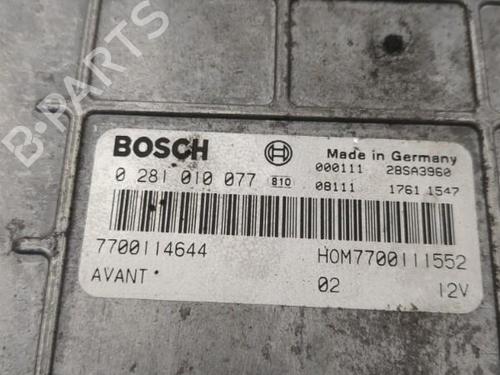 B-PARTS
BOSCH Made in Germany
000111 28SA3960
0 281 010 077 810 08111 1761 1547
7700114644 HOM7700111552
AVANT 02 12V